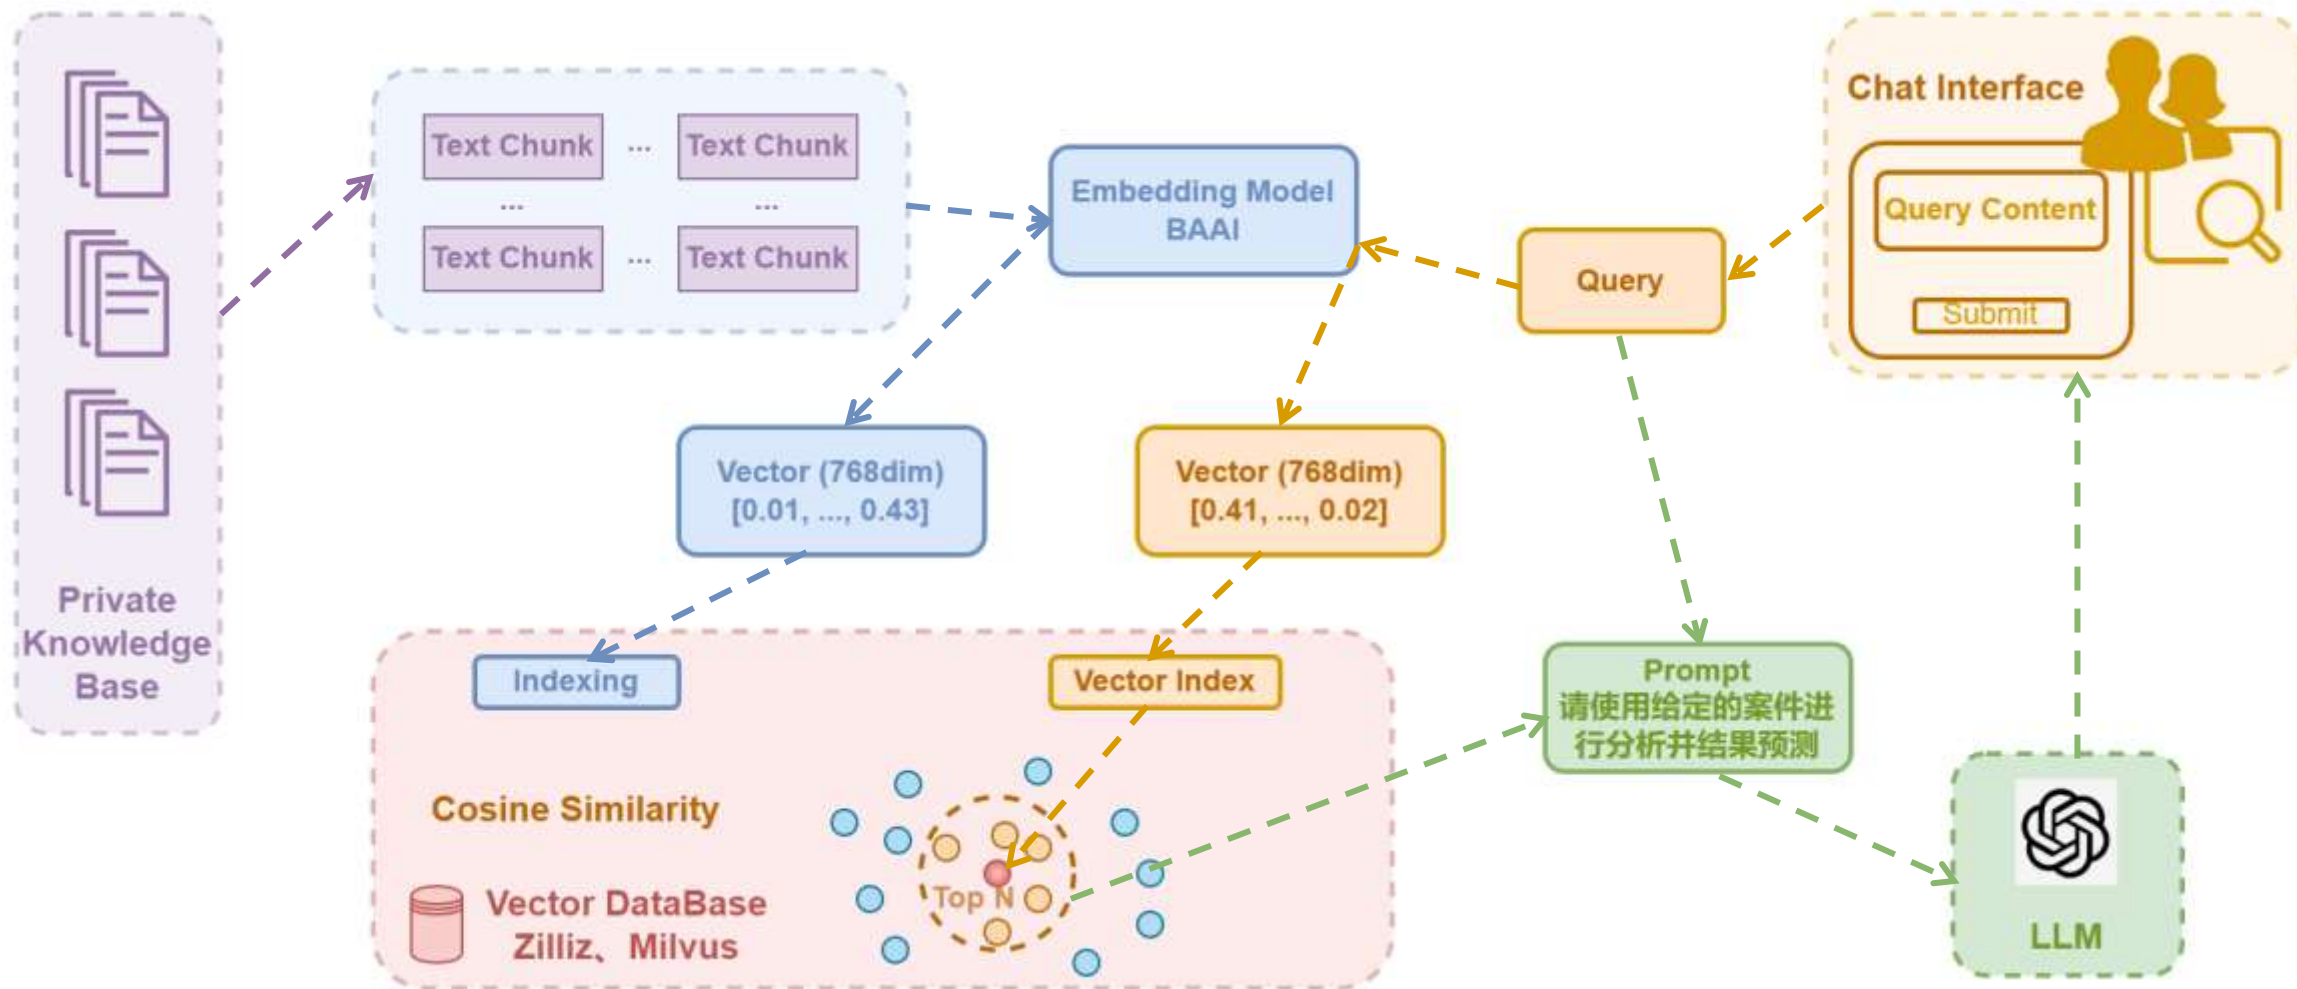 Private
Knowledge
Base
Text Chunk ... Text Chunk
... ...
Text Chunk ... Text Chunk
Embedding Model
BAAI
Query
Chat Interface
Query Content
Submit
Vector (768dim)
[0.01, ..., 0.43]
Vector (768dim)
[0.41, ..., 0.02]
Indexing
Vector Index
Cosine Similarity
Top N
Vector DataBase
Zilliz、Milvus
Prompt
请使用给定的案件进
行分析并结果预测
LLM